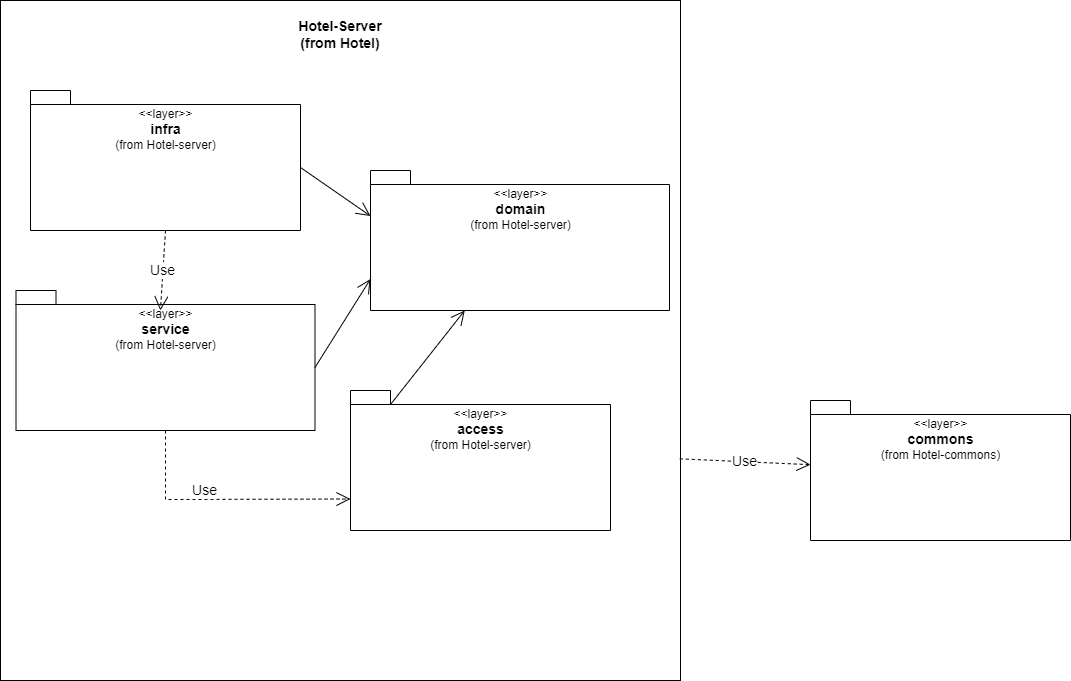 Hotel-Server
(from Hotel)
<<layer>>
infra
(from Hotel-server)
<<layer>>
domain
(from Hotel-server)
Use
<<layer>>
service
(from Hotel-server)
<<layer>>
access
(from Hotel-server)
<<layer>>
commons
(from Hotel-commons)
Use
Use